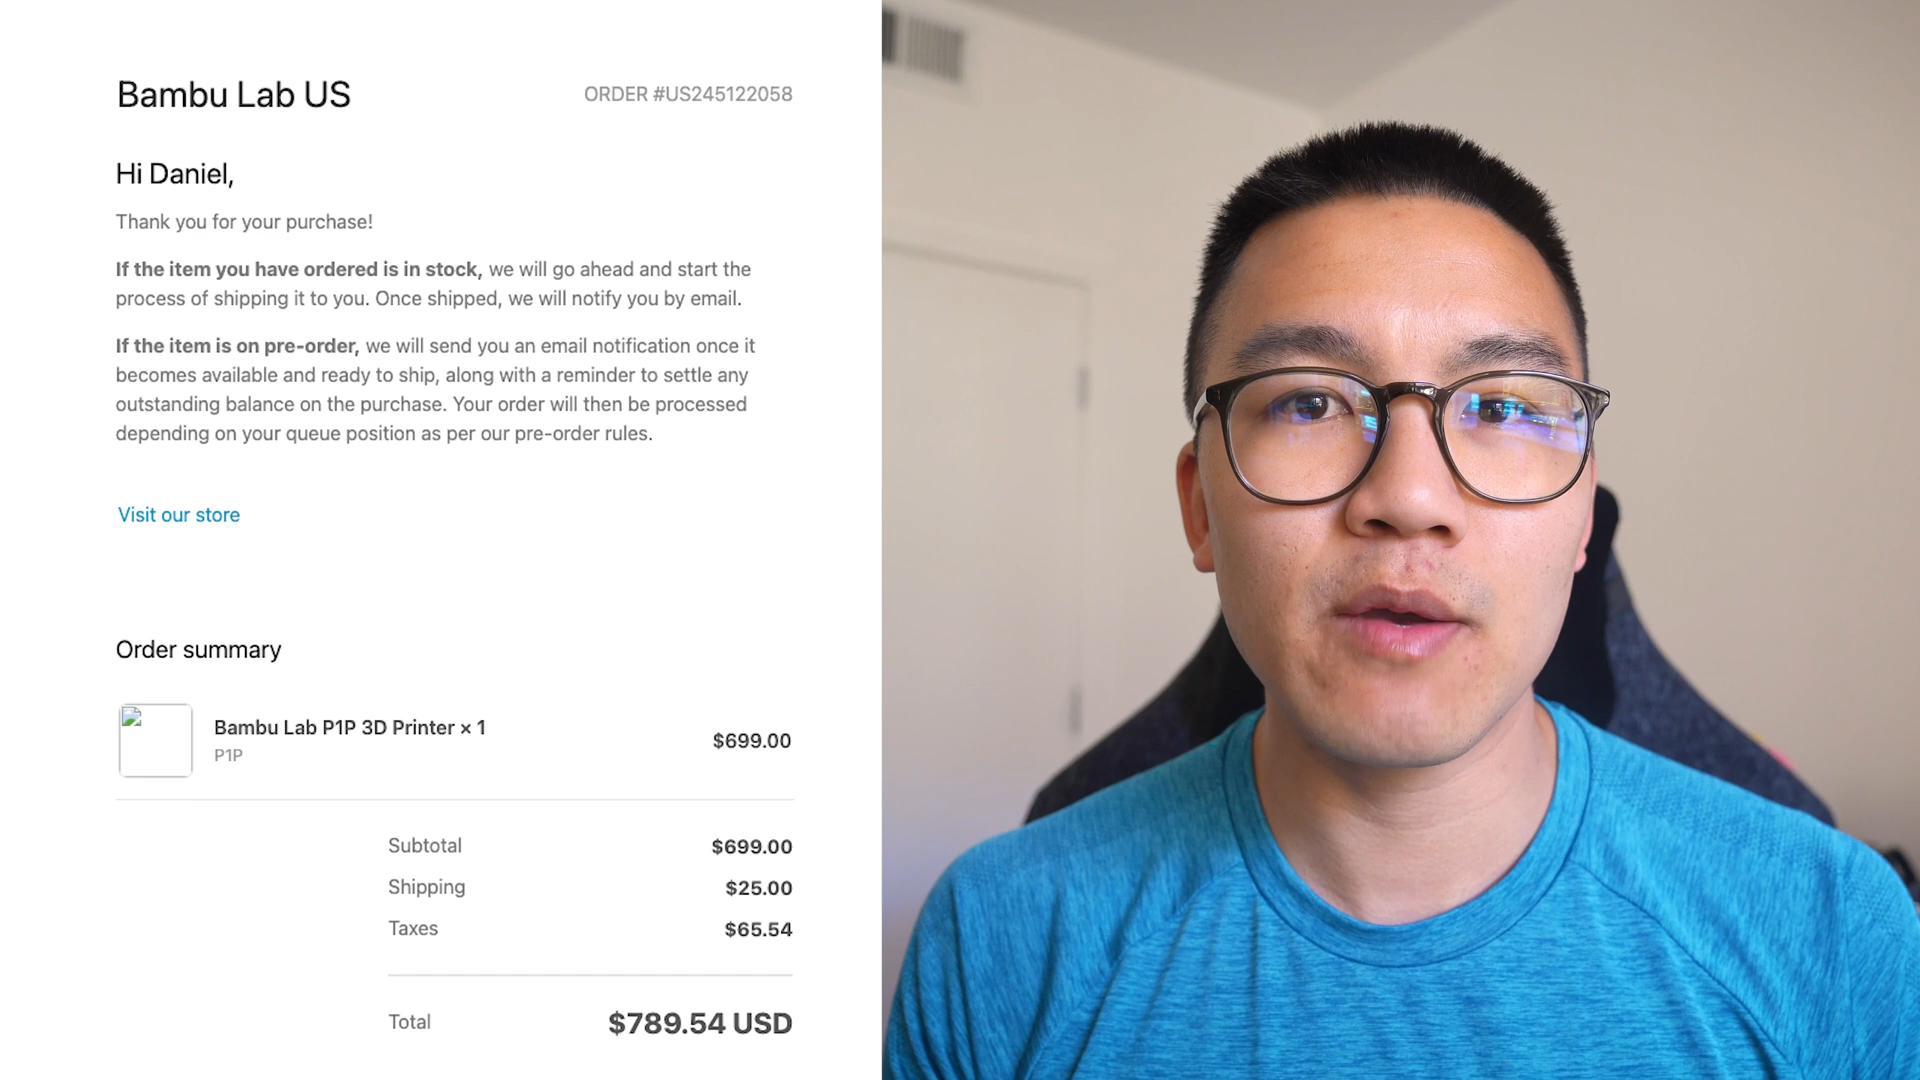 Bambu Lab US
ORDER #US245122058
Hi Daniel,
Thank you for your purchase!
If the item you have ordered is in stock, we will go ahead and start the
process of shipping it to you. Once shipped, we will notify you by email.
If the item is on pre-order, we will send you an email notification once it
becomes available and ready to ship, along with a reminder to settle any
outstanding balance on the purchase. Your order will then be processed
depending on your queue position as per our pre-order rules.
Visit our store
Order summary
Bambu Lab P1P 3D Printer × 1
$699.00
P1P
Subtotal $699.00
Shipping $25.00
Taxes $65.54
Total $789.54 USD